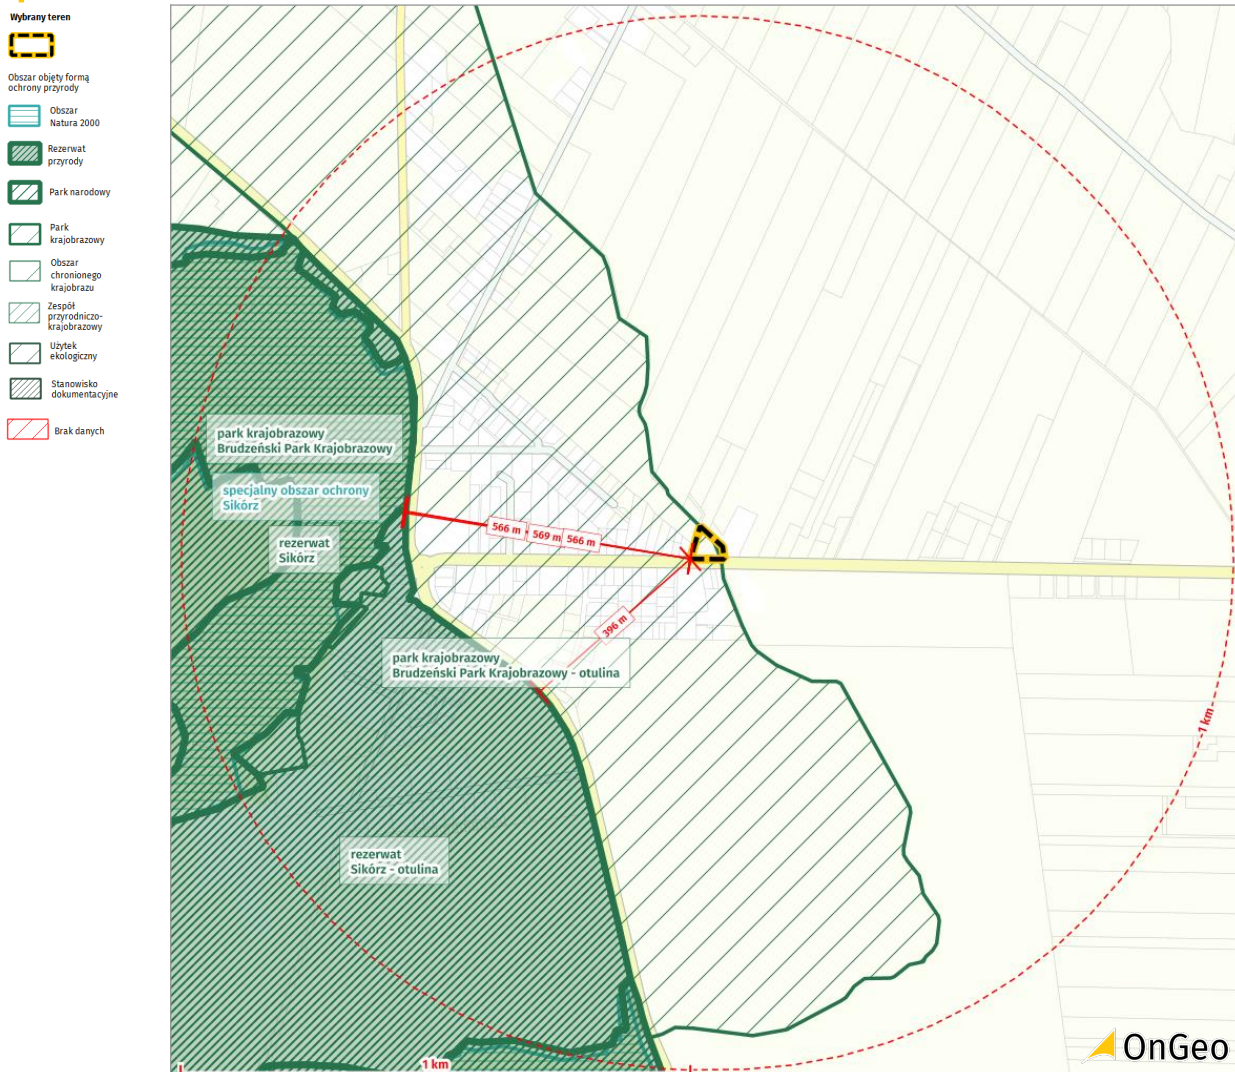 Wybrany teren
Obszar objęty formą
ochrony przyrody
Obszar
Natura 2000
Rezerwat
przyrody
Park narodowy
Park
krajobrazowy
Obszar
chronionego
krajobrazu
Zespół
przyrodniczo-
krajobrazowy
Użytek
ekologiczny
Stanowisko
dokumentacyjne
Brak danych
park krajobrazowy
Brudzeński Park Krajobrazowy
specjalny obszar ochrony
Sikórz
rezerwat
Sikórz
566 m
569 m
566 m
396 m
park krajobrazowy
Brudzeński Park Krajobrazowy - otulina
1 km
rezerwat
Sikórz - otulina
1 km
OnGeo